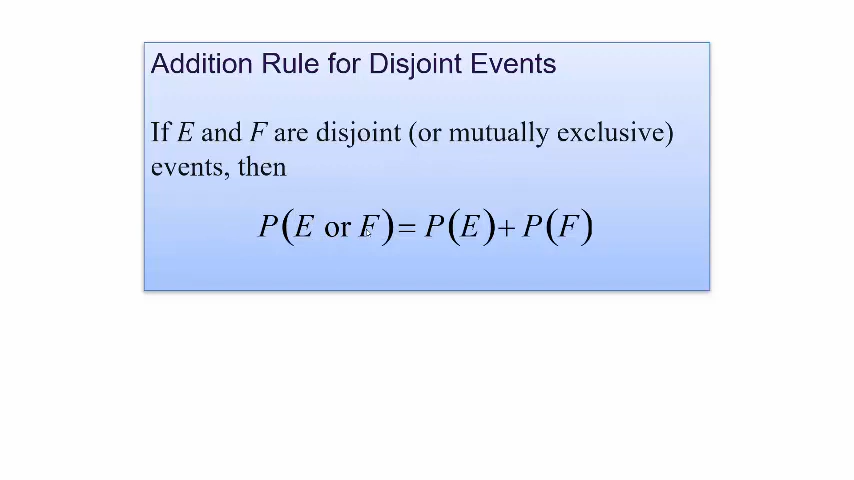 Addition Rule for Disjoint Events
If E and F are disjoint (or mutually exclusive)
events, then
P(E or F) = P(E) + P(F)